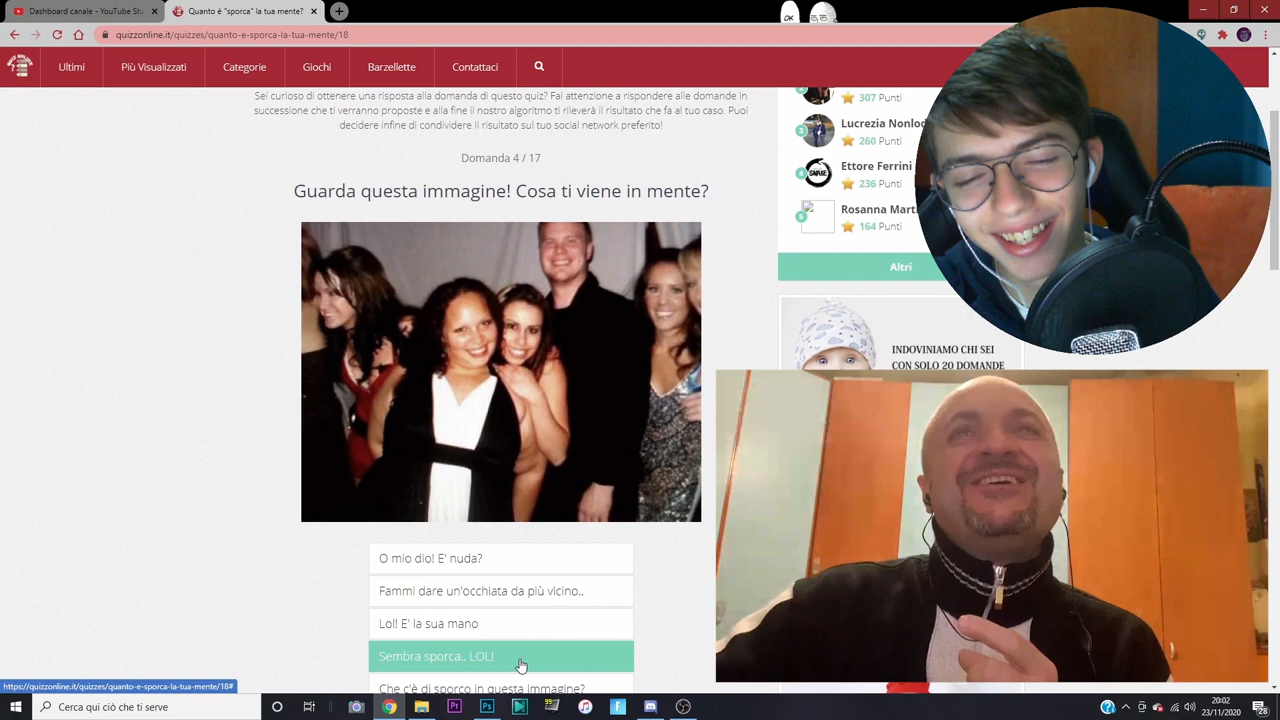 Dashboard canale - YouTube Stu
Quanto è "sporca" la tua mente?
OK
quizzonline.it/quizzes/quanto-e-sporca-la-tua-mente/18
Ultimi
Più Visualizzati
Categorie
Giochi
Barzellette
Contattaci
Sei curioso di ottenere una risposta alla domanda di questo quiz? Fai attenzione a rispondere alle domande in
successione che ti verranno proposte e alla fine il nostro algoritmo ti rileverà il risultato che fa al tuo caso. Puoi
decidere infine di condividere il risultato sul tuo social network preferito!
Domanda 4 / 17
Guarda questa immagine! Cosa ti viene in mente?
O mio dio! E' nuda?
Fammi dare un'occhiata da più vicino..
Lol! E' la sua mano
Sembra sporca.. LOL!
Che c'è di sporco in questa immagine?
307 Punti
3
Lucrezia Nonlod
260 Punti
4
Ettore Ferrini
236 Punti
5
Rosanna Mart
164 Punti
Altri
INDOVINIAMO CHI SEI
CON SOLO 20 DOMANDE
https://quizzonline.it/quizzes/quanto-e-sporca-la-tua-mente/18#
Cerca qui ciò che ti serve
20:02
23/11/2020
28